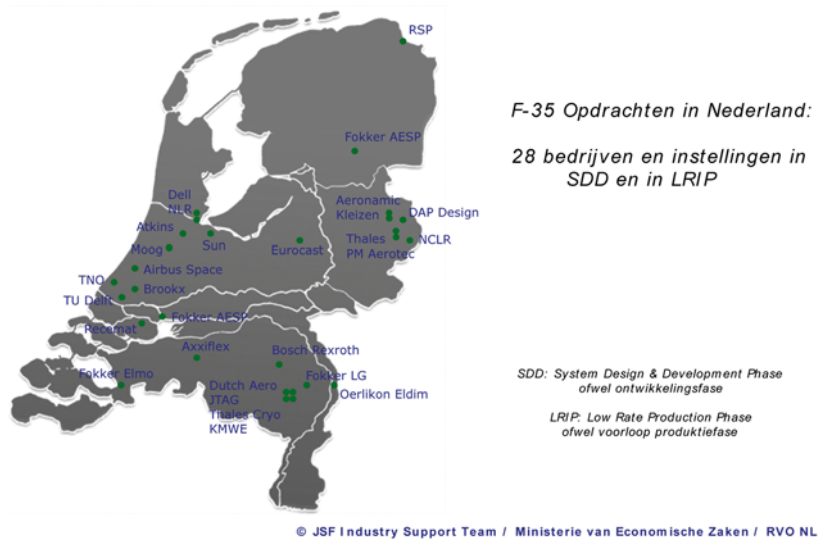 RSP
F-35 Opdrachten in Nederland:
Fokker AESP
28 bedrijven en instellingen in
SDD en in LRIP
Dell
NLR
Aeronamic
Kleizen
DAP Design
Atkins
Moog
Sun
Eurocast
Thales
NCLR
PM Aerotec
Airbus Space
TNO
Brookx
TU Delft
Fokker AESP
Recemat
Axxiflex
Bosch Rexroth
Fokker Elmo
Dutch Aero
Fokker LG
Oerlikon Eldim
JTAG
Thales Cryo
KMWE
SDD: System Design & Development Phase
ofwel ontwikkelingsfase
LRIP: Low Rate Production Phase
ofwel voorloop produktiefase
© JSF Industry Support Team / Ministerie van Economische Zaken / RVO NL